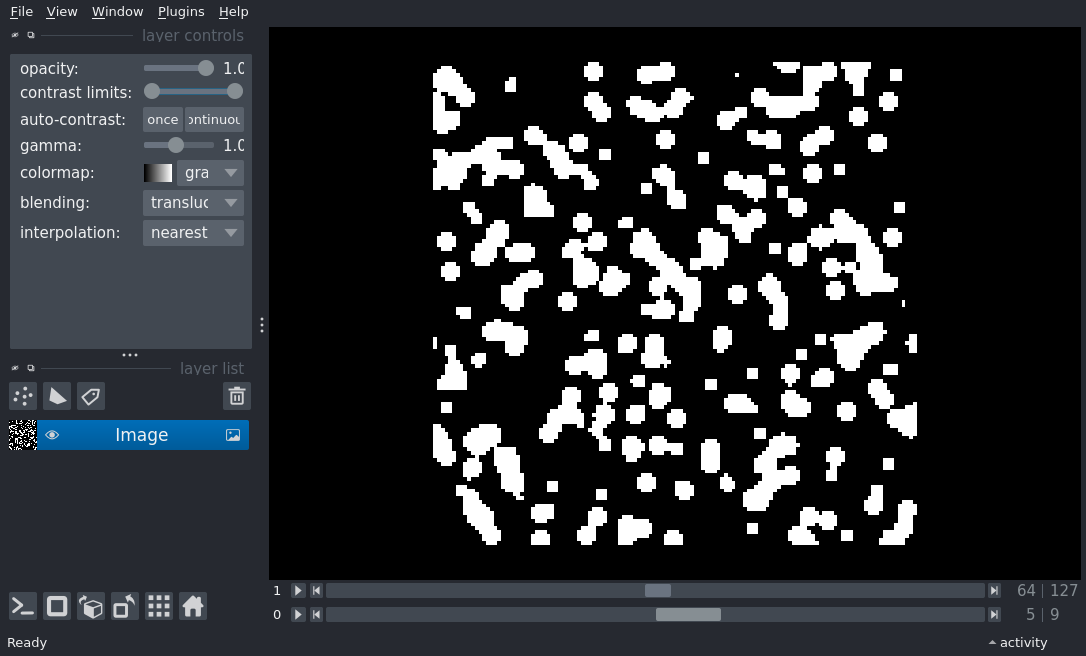 File View Window Plugins Help
layer controls
opacity: 1.0
contrast limits:
auto-contrast: once ontinuou
gamma: 1.0
colormap: gra
blending: transluc
interpolation: nearest
layer list
Image
1 64 | 127
0 5 | 9
Ready activity